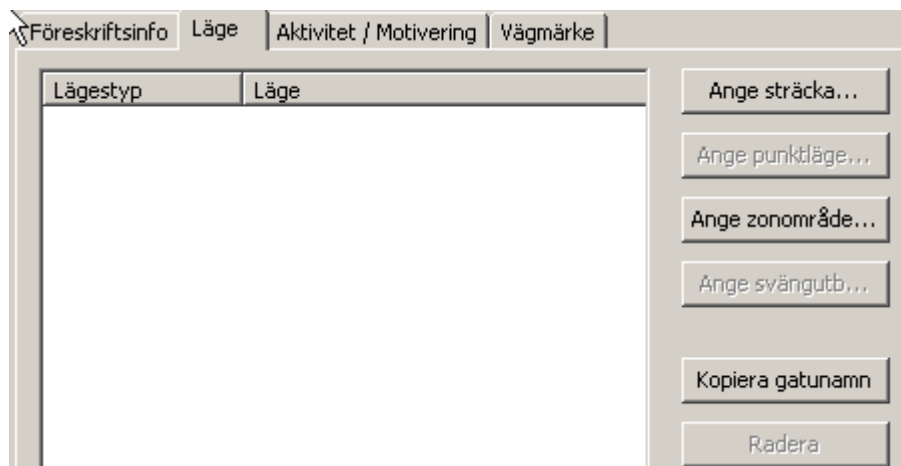 Föreskriftsinfo Läge Aktivitet / Motivering Vägmärke
Lägestyp Läge
Ange sträcka...
Ange punktläge...
Ange zonområde...
Ange svängutb...
Kopiera gatunamn
Radera